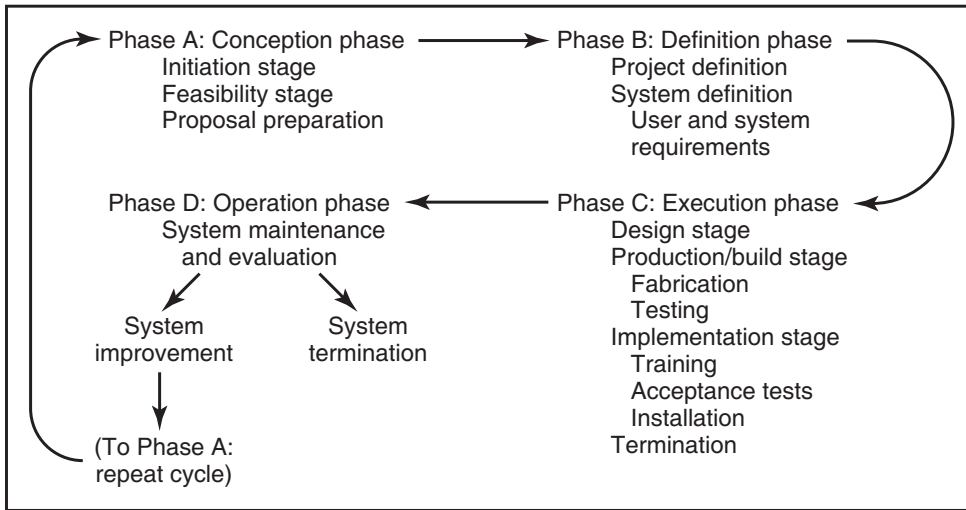 Phase A: Conception phase
Initiation stage
Feasibility stage
Proposal preparation
Phase B: Definition phase
Project definition
System definition
User and system
requirements
Phase C: Execution phase
Design stage
Production/build stage
Fabrication
Testing
Implementation stage
Training
Acceptance tests
Installation
Termination
Phase D: Operation phase
System maintenance
and evaluation
System
improvement
System
termination
(To Phase A:
repeat cycle)